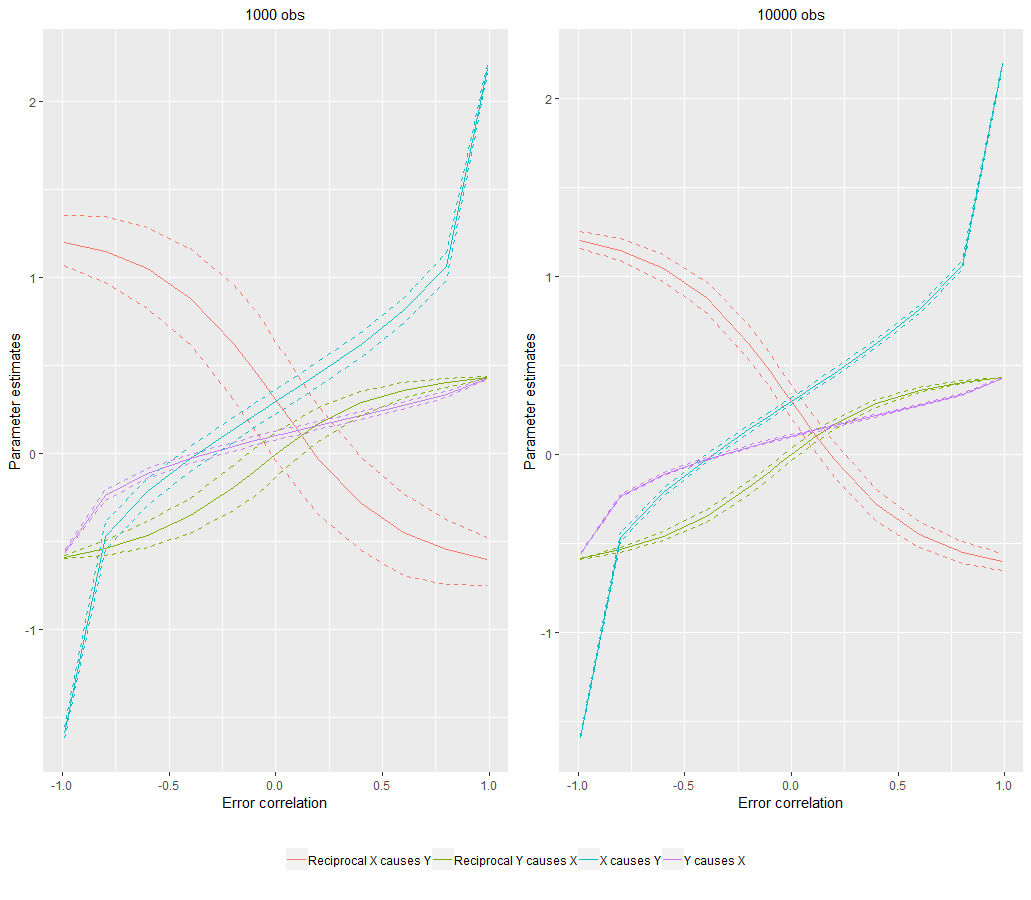 1000 obs
10000 obs
Parameter estimates
2
1
0
-1
-1.0 -0.5 0.0 0.5 1.0
Error correlation
Parameter estimates
2
1
0
-1
-1.0 -0.5 0.0 0.5 1.0
Error correlation
Reciprocal X causes Y Reciprocal Y causes X X causes Y Y causes X